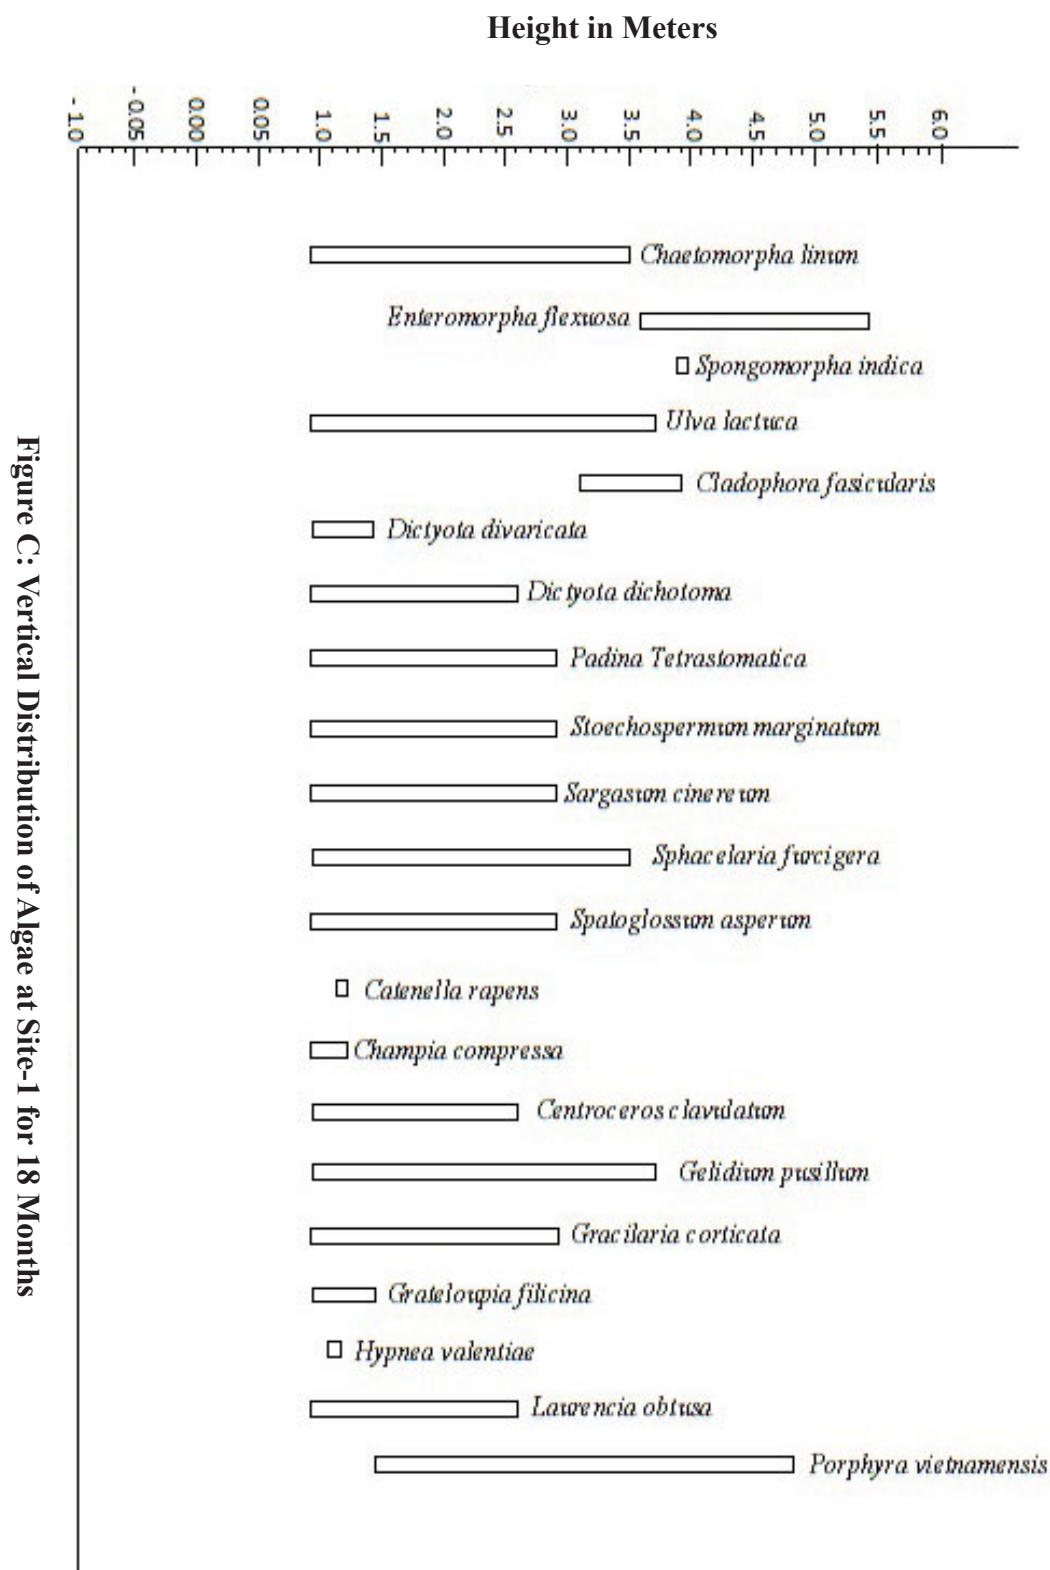 Height in Meters
-1.0
-0.05
0.00
0.05
1.0
1.5
2.0
2.5
3.0
3.5
4.0
4.5
5.0
5.5
6.0
Chaetomorpha linum
Enteromorpha flexuosa
Spongomorpha indica
Ulva lactuca
Cladophora fasicularis
Dictyota divaricata
Dictyota dichotoma
Padina Tetrastomatica
Stoechospermum marginatum
Sargasum cinereum
Sphacelaria furcigera
Spatoglossum asperum
Catenella rapens
Champia compressa
Centroceros clavulatum
Gelidium pusillum
Gracilaria corticata
Grateloupia filicina
Hypnea valentiae
Laurencia obtusa
Porphyra vietnamensis
Figure C: Vertical Distribution of Algae at Site-1 for 18 Months